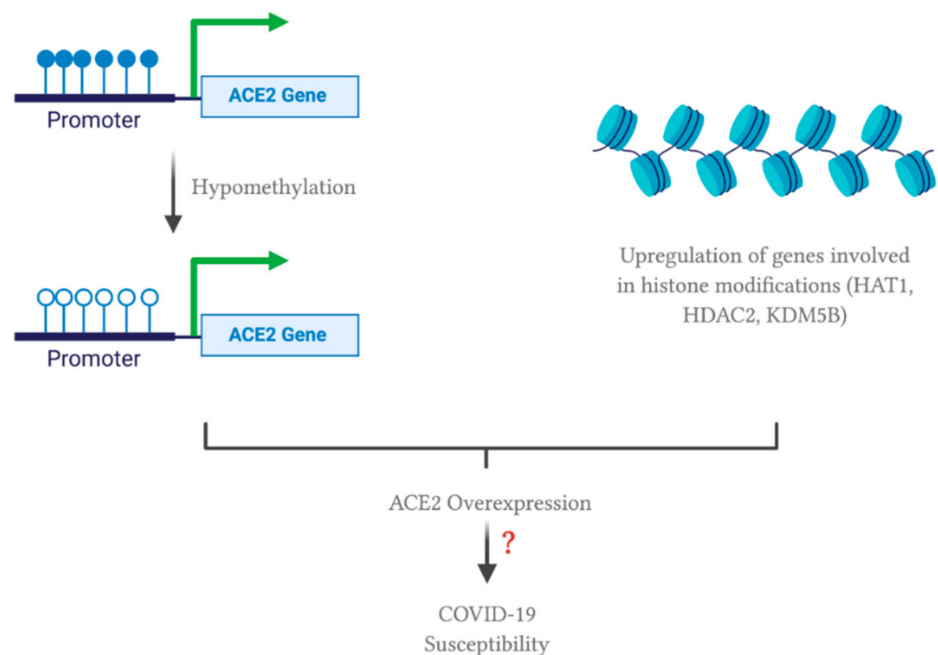 ACE2 Gene
Promoter
Hypomethylation
ACE2 Gene
Promoter
Upregulation of genes involved
in histone modifications (HAT1,
HDAC2, KDM5B)
ACE2 Overexpression
?
COVID-19
Susceptibility